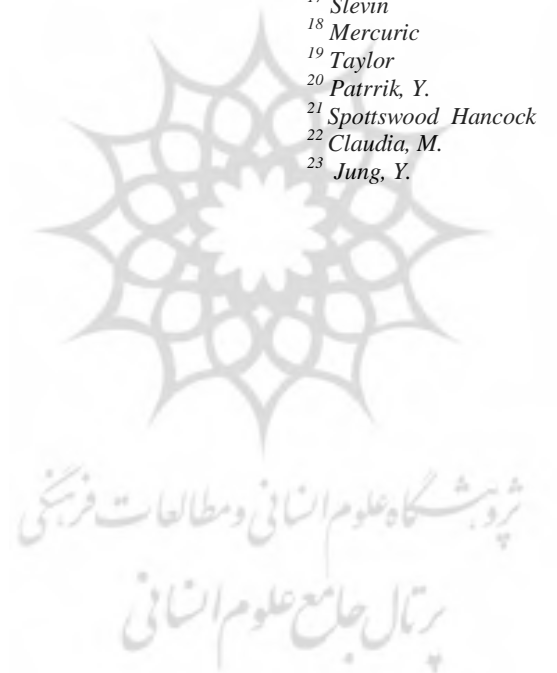 17 Slevin
18 Mercuric
19 Taylor
20 Patrrik, Y.
21 Spottswood Hancock
22 Claudia, M.
23 Jung, Y.
پژوهشگاه علوم انسانی و مطالعات فرهنگی
پرتال جامع علوم انسانی